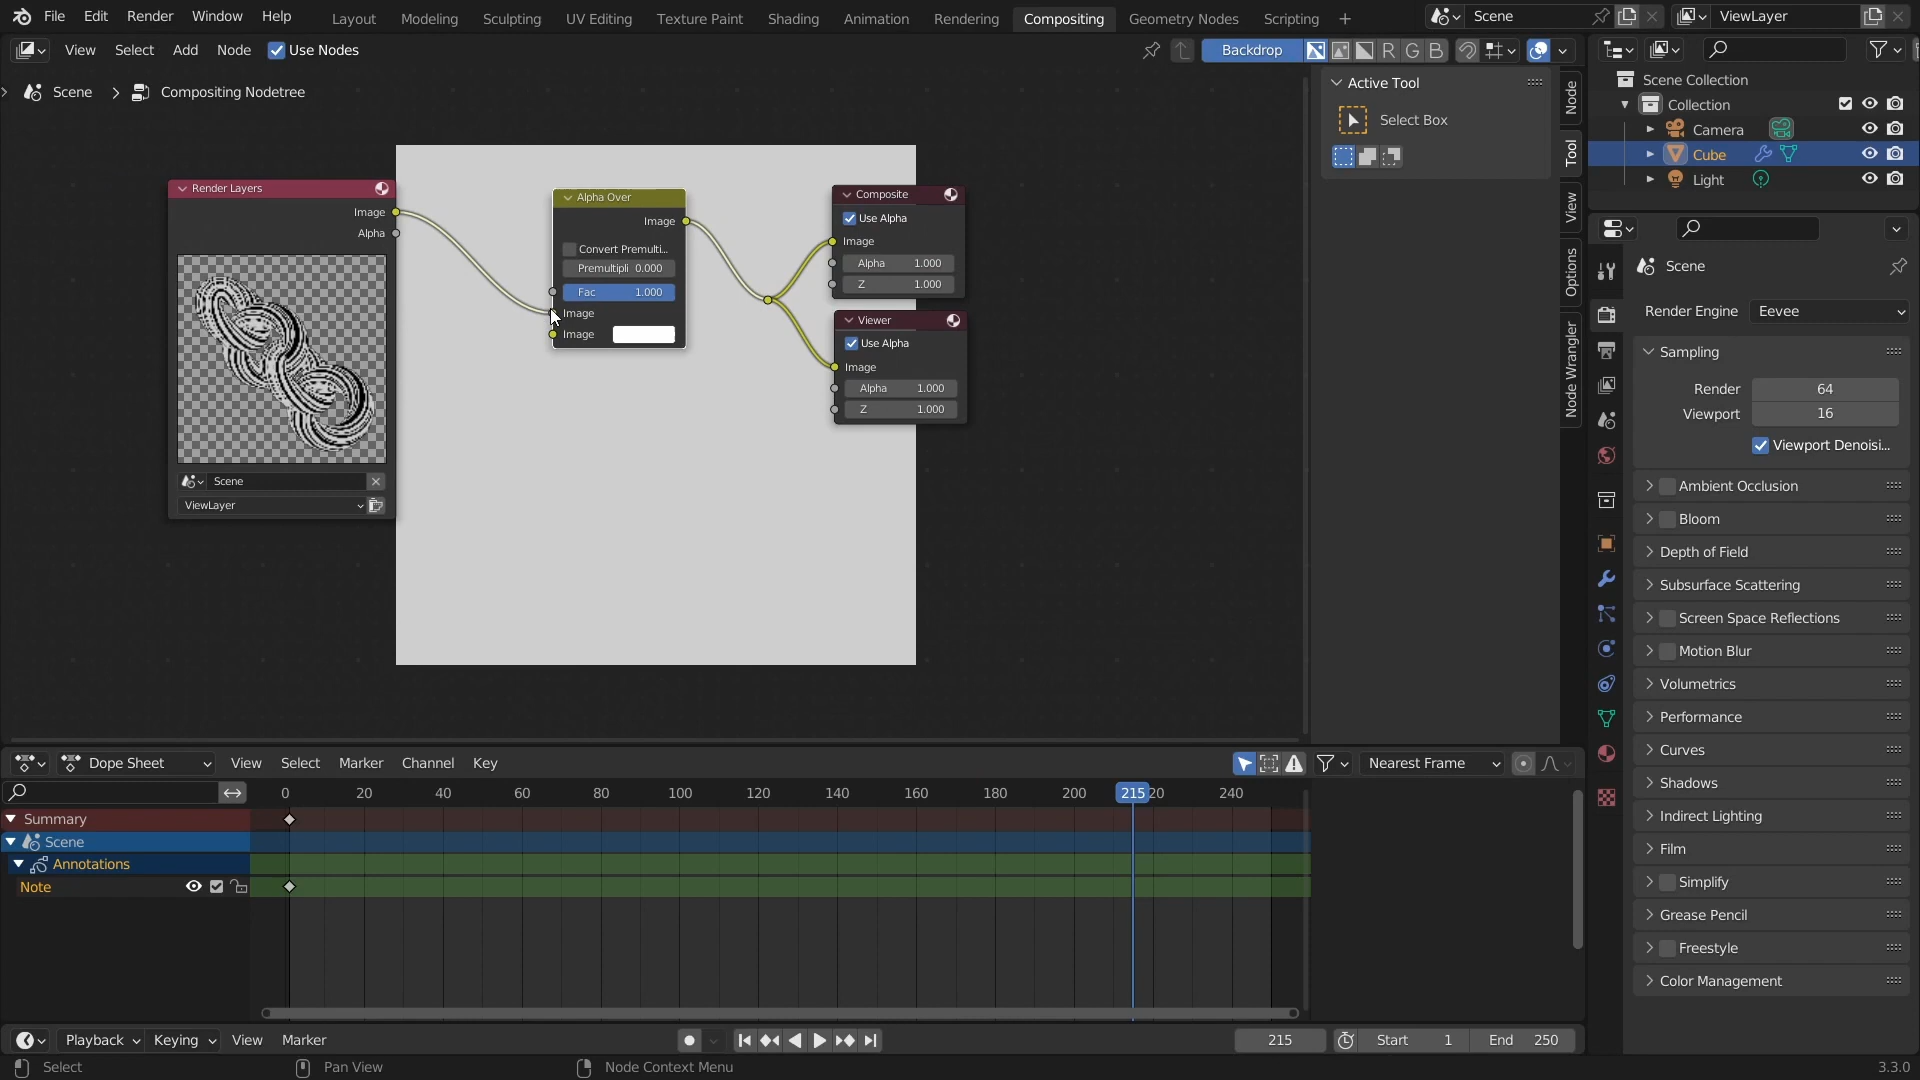 File Edit Render Window Help Layout Modeling Sculpting UV Editing Texture Paint Shading Animation Rendering Compositing Geometry Nodes Scripting Scene ViewLayer
View Select Add Node Use Nodes Backdrop R G B
Scene Compositing Nodetree
Active Tool
Select Box
Node
Tool
View
Options
Node Wrangler
Render Layers
Image
Alpha
Scene
ViewLayer
Alpha Over
Image
Convert Premulti...
Premultipli 0.000
Fac 1.000
Image
Image
Composite
Use Alpha
Image
Alpha 1.000
Z 1.000
Viewer
Use Alpha
Image
Alpha 1.000
Z 1.000
Scene Collection
Collection
Camera
Cube
Light
Scene
Render Engine Eevee
Sampling
Render 64
Viewport 16
Viewport Denoisi...
Ambient Occlusion
Bloom
Depth of Field
Subsurface Scattering
Screen Space Reflections
Motion Blur
Volumetrics
Performance
Curves
Shadows
Indirect Lighting
Film
Simplify
Grease Pencil
Freestyle
Color Management
Dope Sheet View Select Marker Channel Key Nearest Frame
0 20 40 60 80 100 120 140 160 180 200 215 20 240
Summary
Scene
Annotations
Note
Playback Keying View Marker 215 Start 1 End 250
Select Pan View Node Context Menu 3.3.0